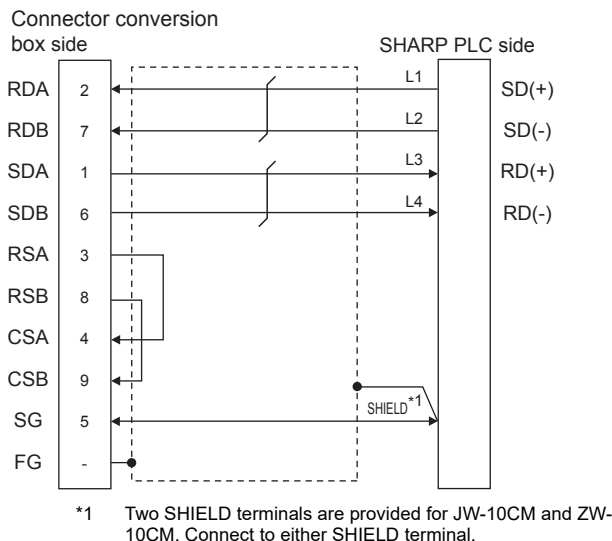 Connector conversion
box side
SHARP PLC side
RDA 2 L1 SD(+)
RDB 7 L2 SD(-)
SDA 1 L3 RD(+)
SDB 6 L4 RD(-)
RSA 3
RSB 8
CSA 4
CSB 9
SHIELD*1
SG 5
FG -
*1 Two SHIELD terminals are provided for JW-10CM and ZW-
10CM. Connect to either SHIELD terminal.